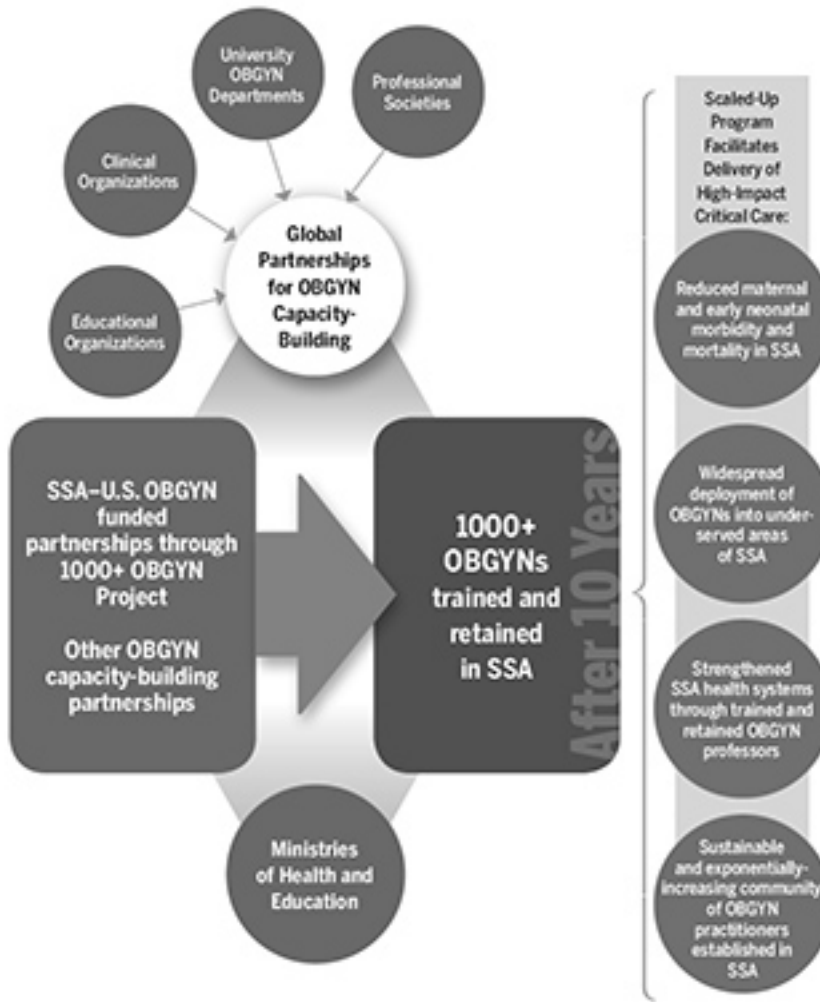 University
OBGYN
Departments
Professional
Societies
Clinical
Organizations
Educational
Organizations
Global
Partnerships
for OBGYN
Capacity-
Building
SSA–U.S. OBGYN
funded
partnerships through
1000+ OBGYN
Project
Other OBGYN
capacity-building
partnerships
1000+
OBGYNs
trained and
retained
in SSA
After 10 Years
Ministries
of Health and
Education
Scaled-Up
Program
Facilitates
Delivery of
High-Impact
Critical Care:
Reduced maternal
and early neonatal
morbidity and
mortality in SSA
Widespread
deployment of
OBGYNs into under-
served areas
of SSA
Strengthened
SSA health systems
through trained and
retained OBGYN
professors
Sustainable
and exponentially-
increasing community
of OBGYN
practitioners
established in
SSA